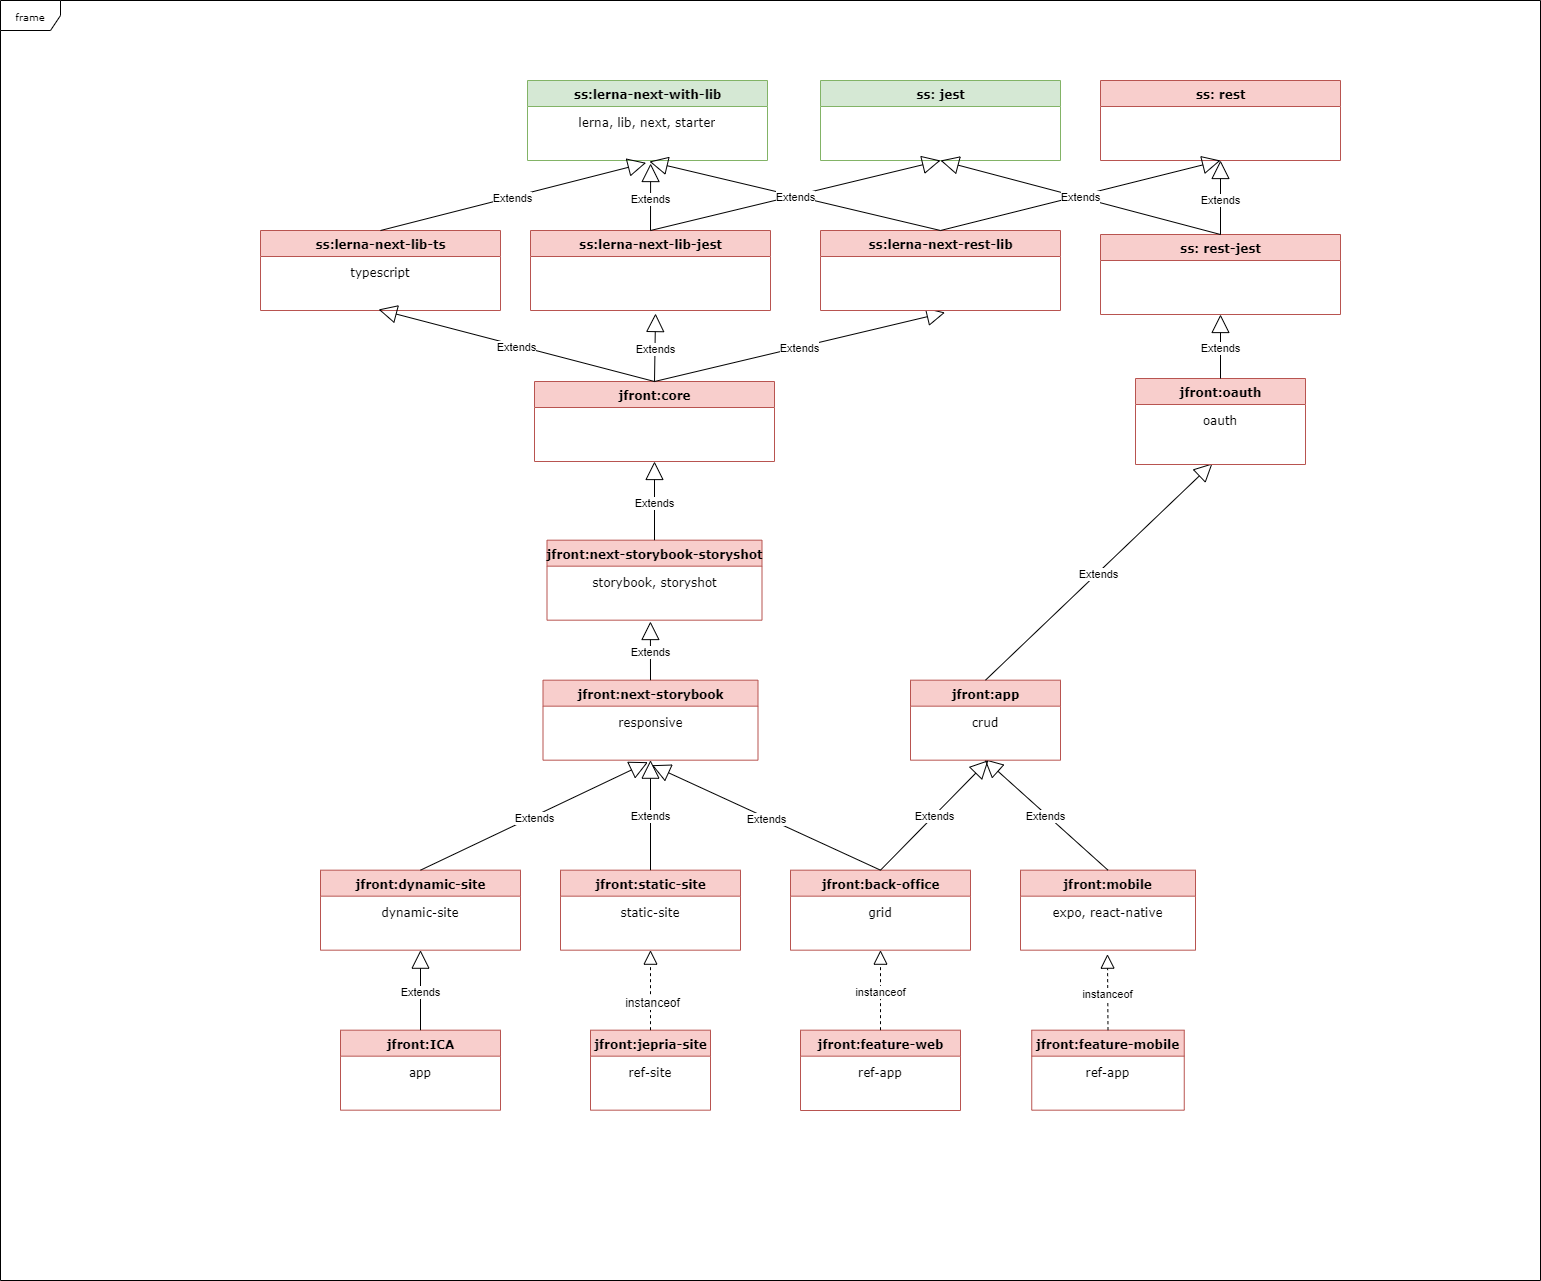 frame
ss:lerna-next-with-lib
lerna, lib, next, starter
ss: jest
ss: rest
Extends
Extends
Extends
Extends
Extends
ss:lerna-next-lib-ts
typescript
ss:lerna-next-lib-jest
ss:lerna-next-rest-lib
ss: rest-jest
Extends
Extends
Extends
Extends
jfront:core
jfront:oauth
oauth
Extends
jfront:next-storybook-storyshot
storybook, storyshot
Extends
Extends
jfront:next-storybook
responsive
jfront:app
crud
Extends
Extends
Extends
Extends
Extends
jfront:dynamic-site
dynamic-site
jfront:static-site
static-site
jfront:back-office
grid
jfront:mobile
expo, react-native
Extends
instanceof
instanceof
instanceof
jfront:ICA
app
jfront:jepria-site
ref-site
jfront:feature-web
ref-app
jfront:feature-mobile
ref-app